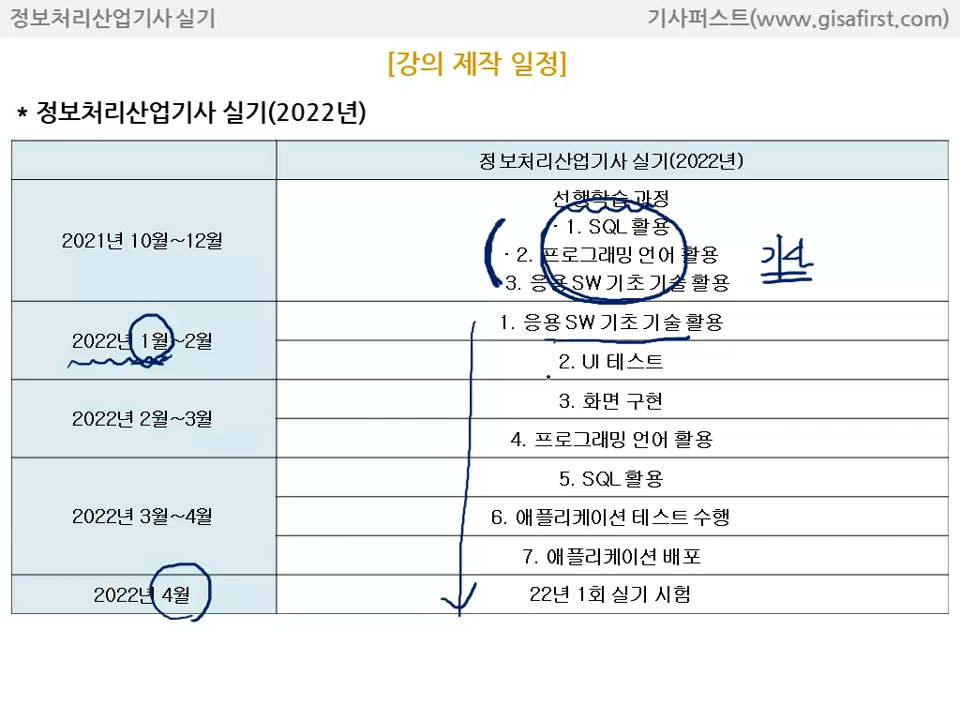 정보처리산업기사 실기
기사퍼스트(www.gisafirst.com)
[강의 제작 일정]
* 정보처리산업기사 실기(2022년)
정보처리산업기사 실기(2022년)
2021년 10월~12월
선행학습 과정
· 1. SQL 활용
· 2. 프로그래밍 언어 활용
3. 응용 SW 기초 기술 활용
기스
2022년 1월~2월
1. 응용 SW 기초 기술 활용
2. UI 테스트
2022년 2월~3월
3. 화면 구현
4. 프로그래밍 언어 활용
2022년 3월~4월
5. SQL 활용
6. 애플리케이션 테스트 수행
7. 애플리케이션 배포
2022년 4월
22년 1회 실기 시험